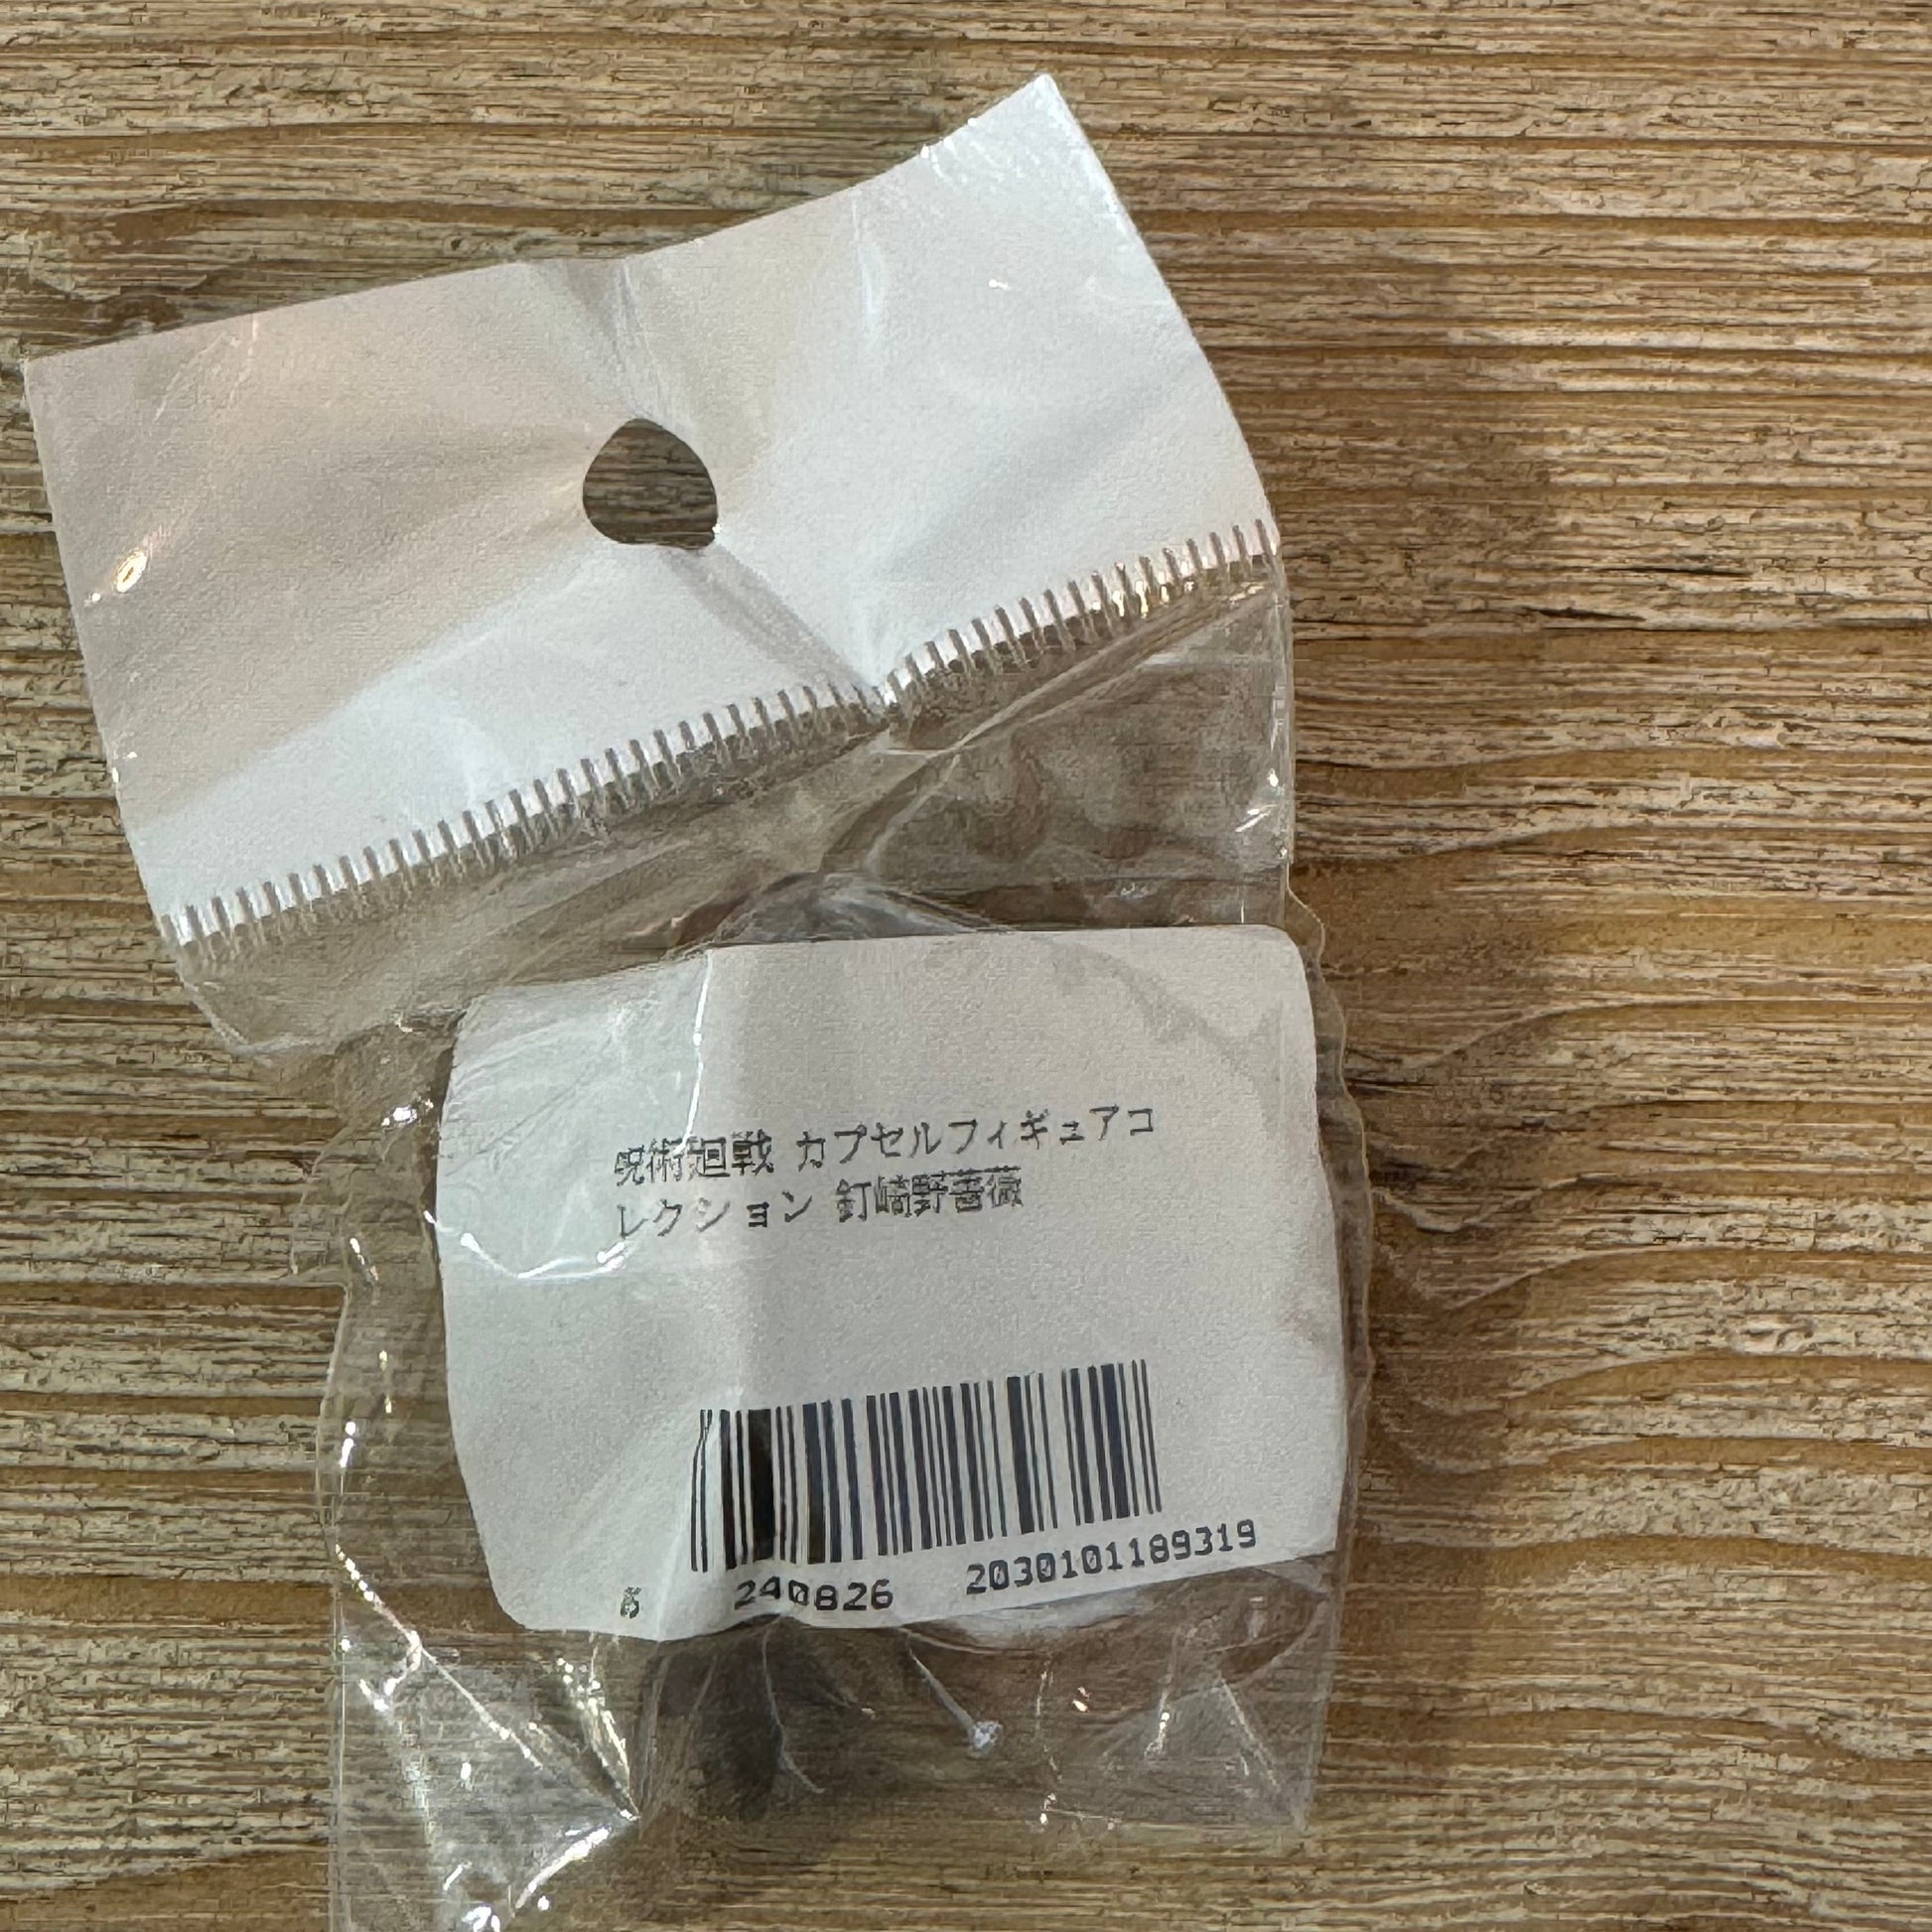 呪術廻戦 カプセルフィギュアコ
レクション 釘崎野薔薇
240826 2030101189319